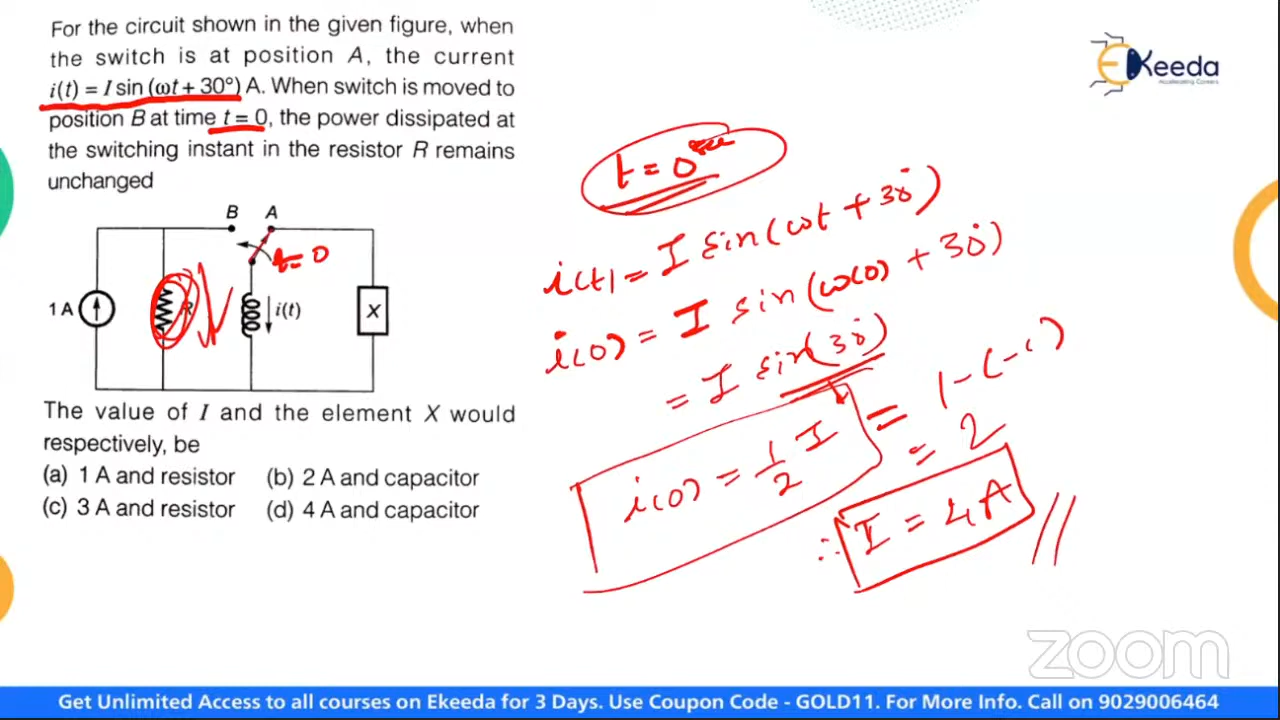 For the circuit shown in the given figure, when
the switch is at position A, the current
i(t) = I sin (ωt + 30°) A. When switch is moved to
position B at time t = 0, the power dissipated at
the switching instant in the resistor R remains
unchanged
B A
t=0
1 A
R
i(t)
X
The value of I and the element X would
respectively, be
(a) 1 A and resistor (b) 2 A and capacitor
(c) 3 A and resistor (d) 4 A and capacitor
Ekeeda
t = 0 sec
i(t) = I sin(ωt + 30°)
i(0) = I sin(ω(0) + 30°)
= I sin(30°)
i(0) = 1/2 I = 1-(-1)
= 2
∴ I = 4A //
zoom
Get Unlimited Access to all courses on Ekeeda for 3 Days. Use Coupon Code - GOLD11. For More Info. Call on 9029006464